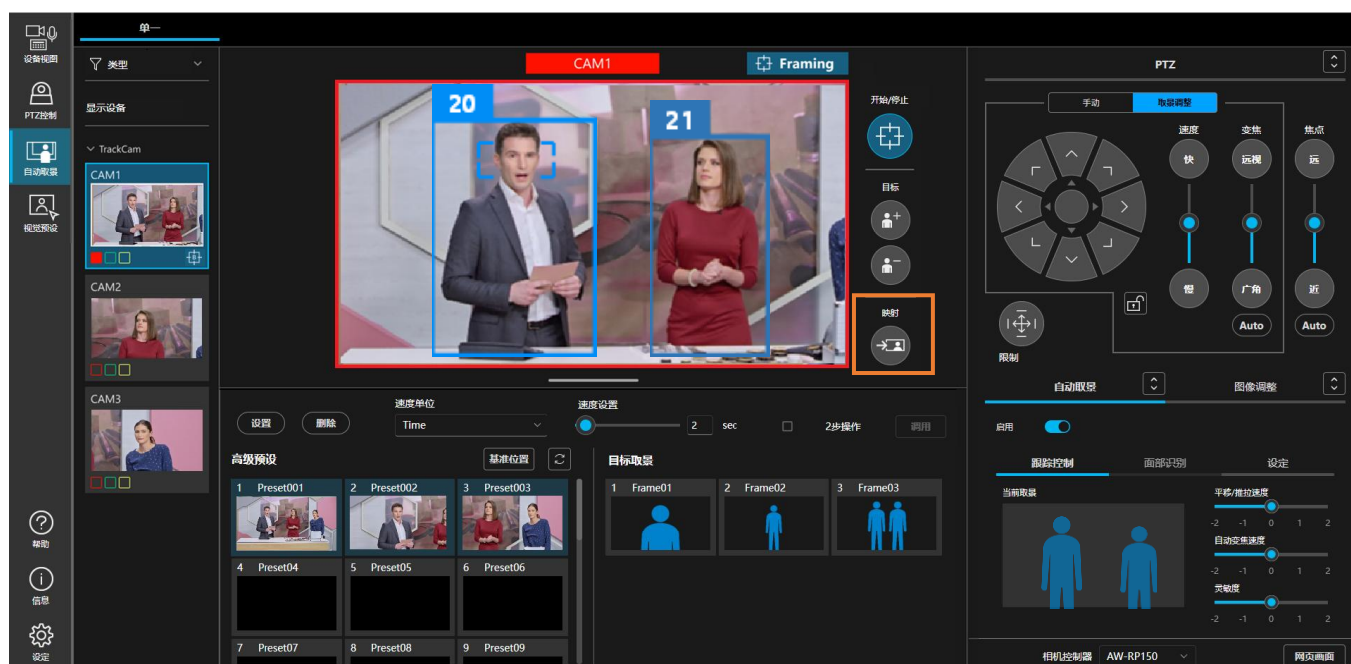 单一
设备视图
PTZ控制
自动取景
视觉预设
帮助
信息
设定
类型
显示设备
TrackCam
CAM1
CAM2
CAM3
CAM1
Framing
20
21
开始/停止
目标
映射
设置
删除
速度单位
Time
速度设置
2 sec
2步操作
调用
高级预设
基准位置
1 Preset001
2 Preset002
3 Preset003
4 Preset04
5 Preset05
6 Preset06
7 Preset07
8 Preset08
9 Preset09
目标取景
1 Frame01
2 Frame02
3 Frame03
PTZ
手动
取景调整
速度
变焦
焦点
快
远视
远
慢
广角
近
Auto
Auto
限制
自动取景
图像调整
启用
跟踪控制
面部识别
设定
当前取景
平移/推拉速度
-2 -1 0 1 2
自动变焦速度
-2 -1 0 1 2
灵敏度
-2 -1 0 1 2
相机控制器
AW-RP150
网页画面